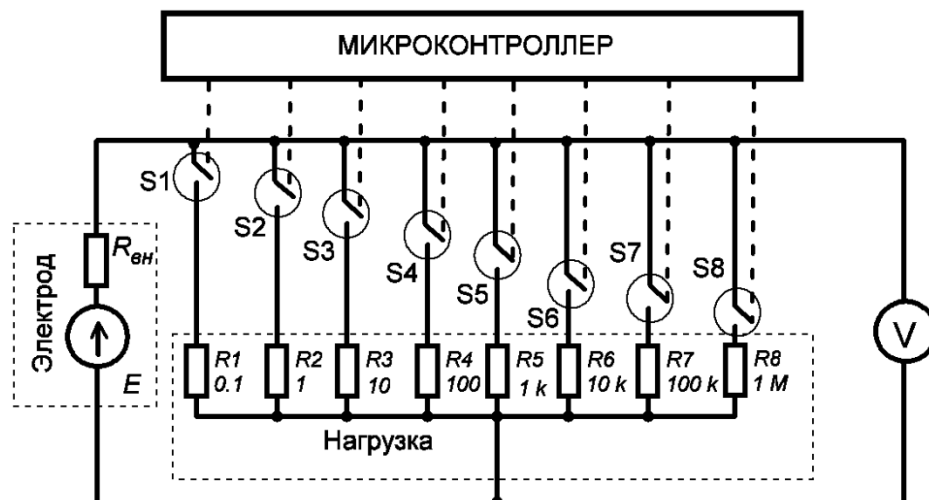 МИКРОКОНТРОЛЛЕР
S1
S2
S3
S4
S5
S6
S7
S8
Электрод
Rвн
E
V
R1
0.1
R2
1
R3
10
R4
100
R5
1 k
R6
10 k
R7
100 k
R8
1 M
Нагрузка